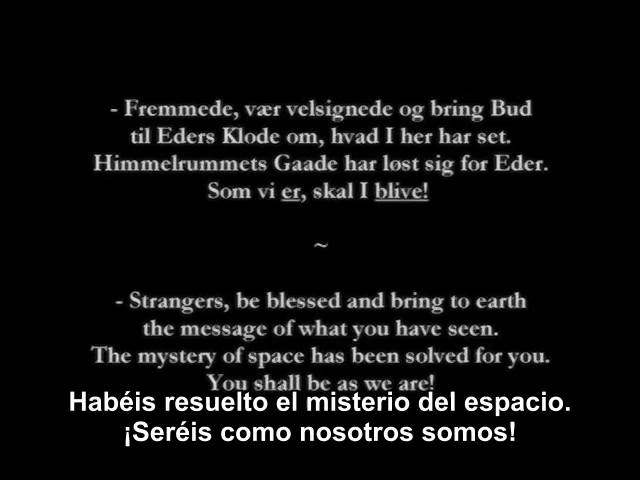 - Fremmede, vær velsignede og bring Bud
til Eders Klode om, hvad I her har set.
Himmelrummets Gaade har løst sig for Eder.
Som vi er, skal I blive!
~
- Strangers, be blessed and bring to earth
the message of what you have seen.
The mystery of space has been solved for you.
You shall be as we are!
Habéis resuelto el misterio del espacio.
¡Seréis como nosotros somos!